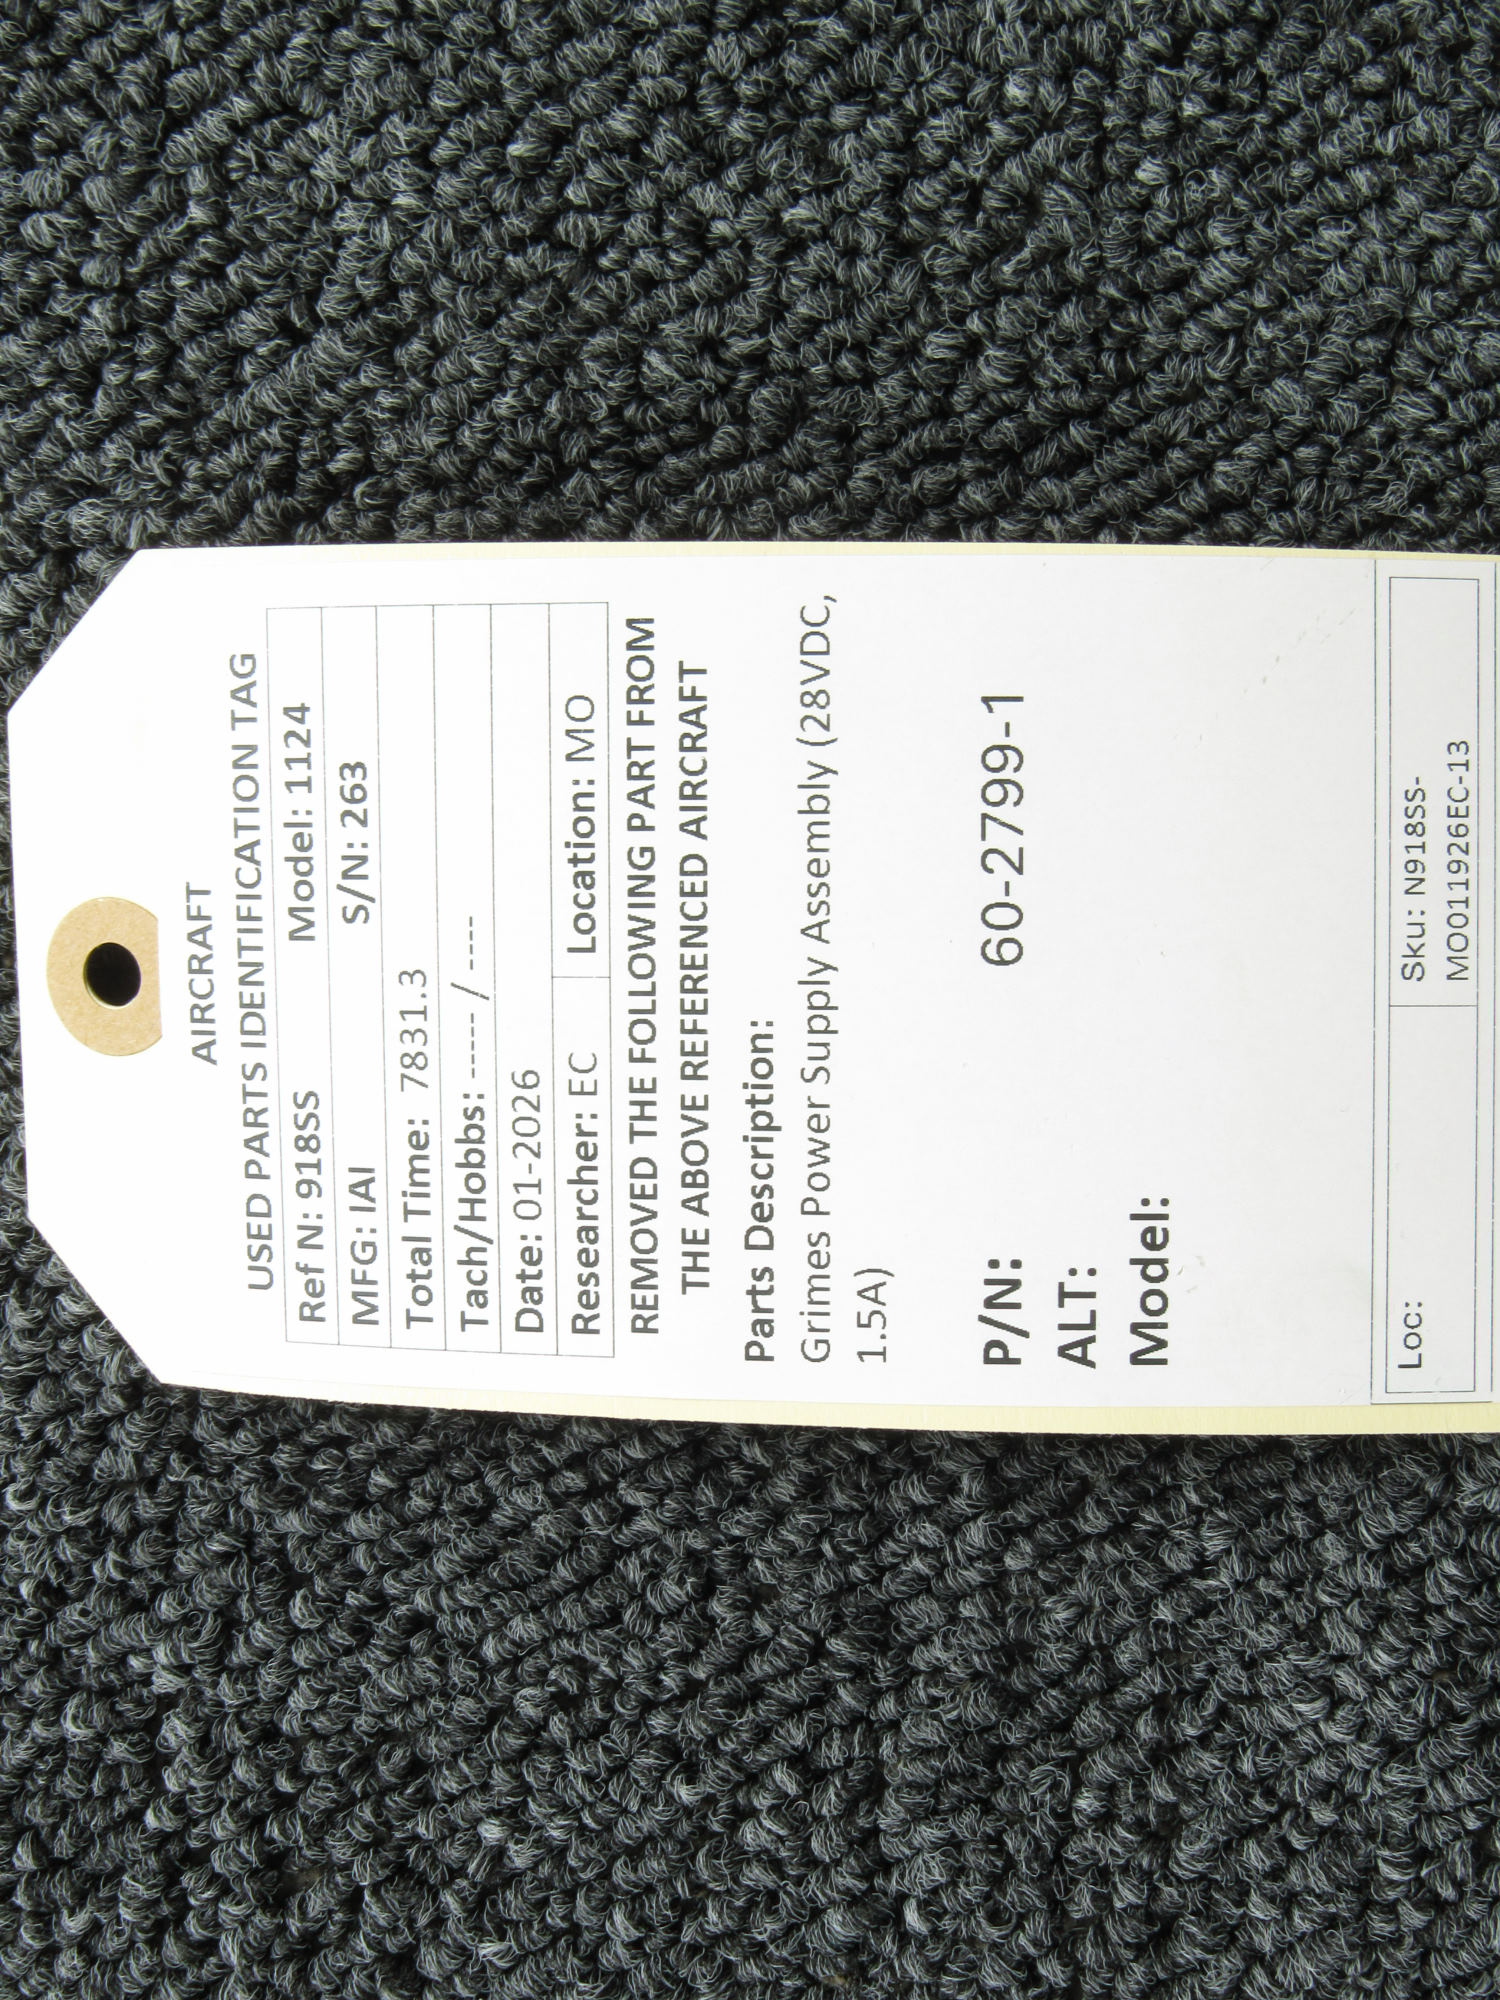 AIRCRAFT
USED PARTS IDENTIFICATION TAG
Ref N: 918SS Model: 1124
MFG: IAI S/N: 263
Total Time: 7831.3
Tach/Hobbs: ----- / ----
Date: 01-2026
Researcher: EC Location: MO
REMOVED THE FOLLOWING PART FROM
THE ABOVE REFERENCED AIRCRAFT
Parts Description:
Grimes Power Supply Assembly (28VDC,
1.5A)
P/N: 60-2799-1
ALT:
Model:
Loc: Sku: N918SS-
MO011926EC-13